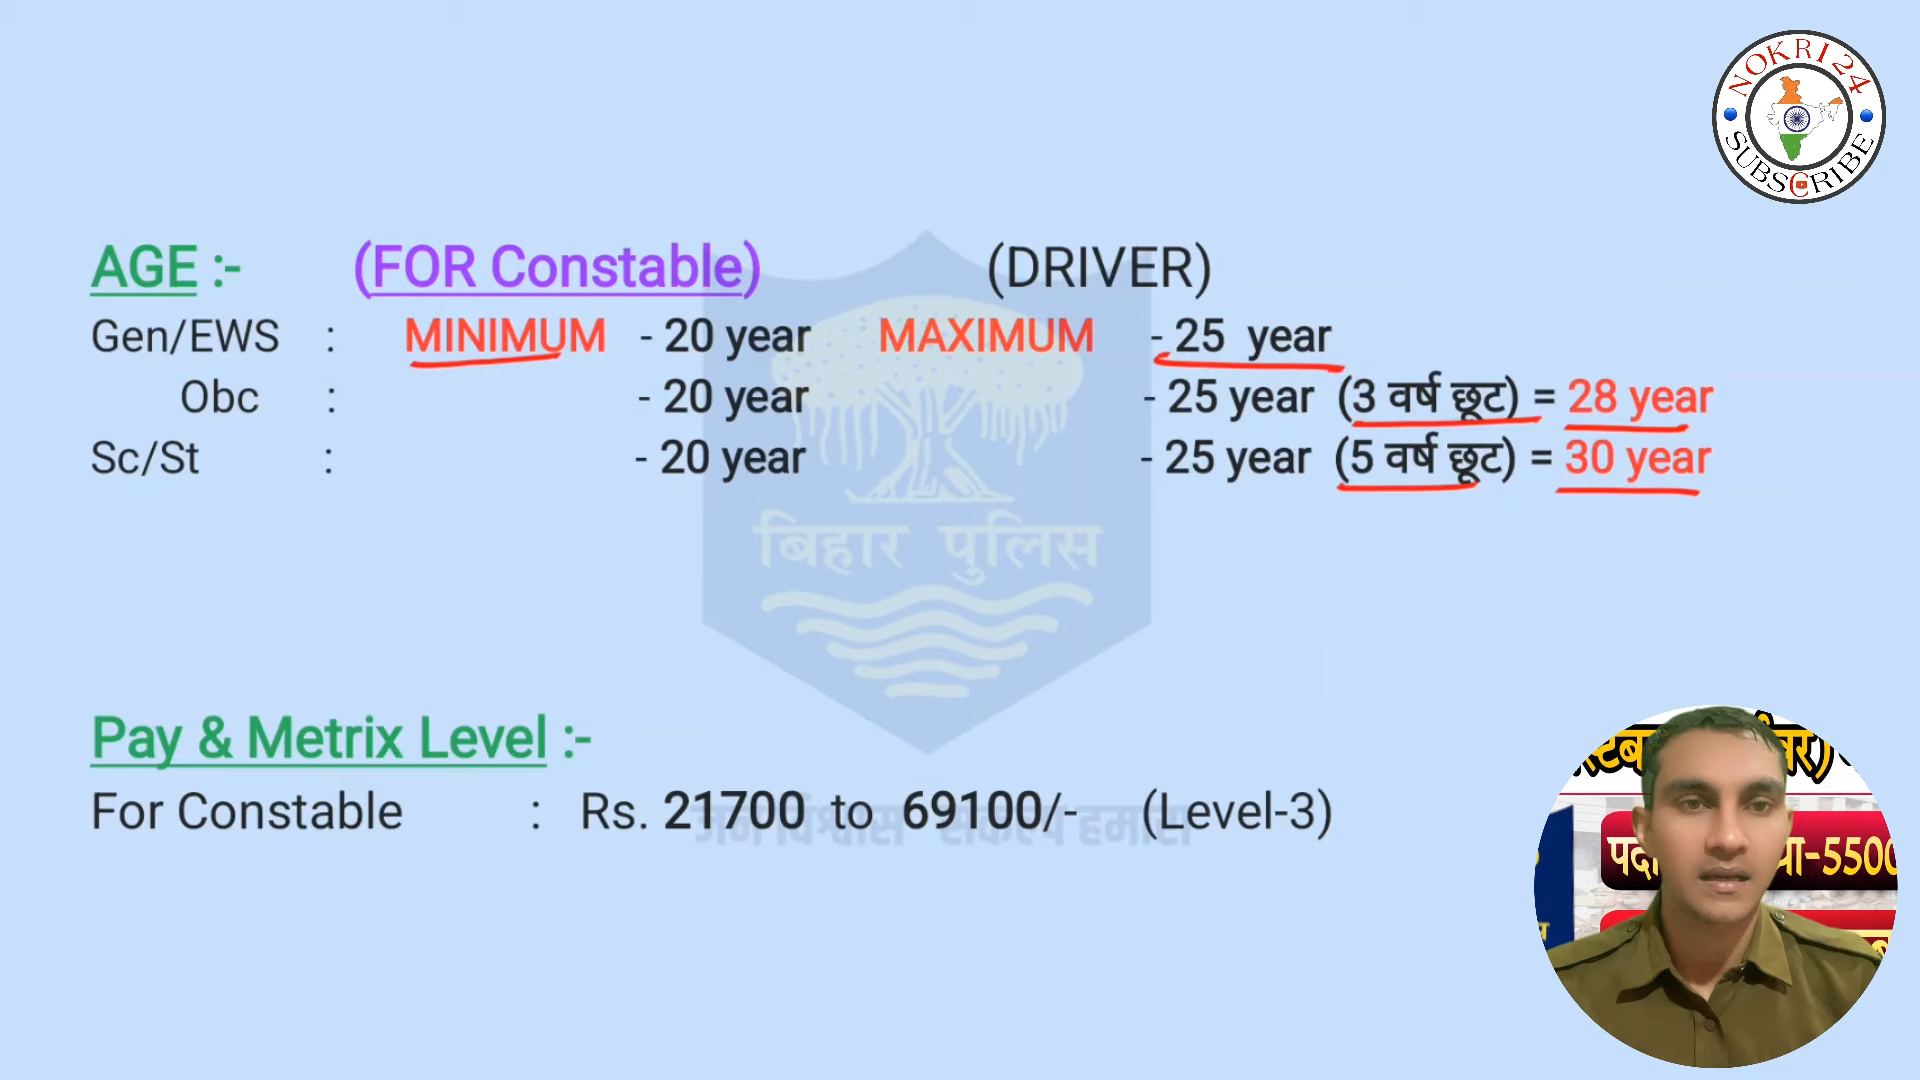 NOKRI 24
SUBSCRIBE
AGE :- (FOR Constable) (DRIVER)
Gen/EWS : MINIMUM - 20 year MAXIMUM - 25 year
Obc : - 20 year - 25 year (3 वर्ष छूट) = 28 year
Sc/St : - 20 year - 25 year (5 वर्ष छूट) = 30 year
बिहार पुलिस
Pay & Metrix Level :-
For Constable : Rs. 21700 to 69100/- (Level-3)